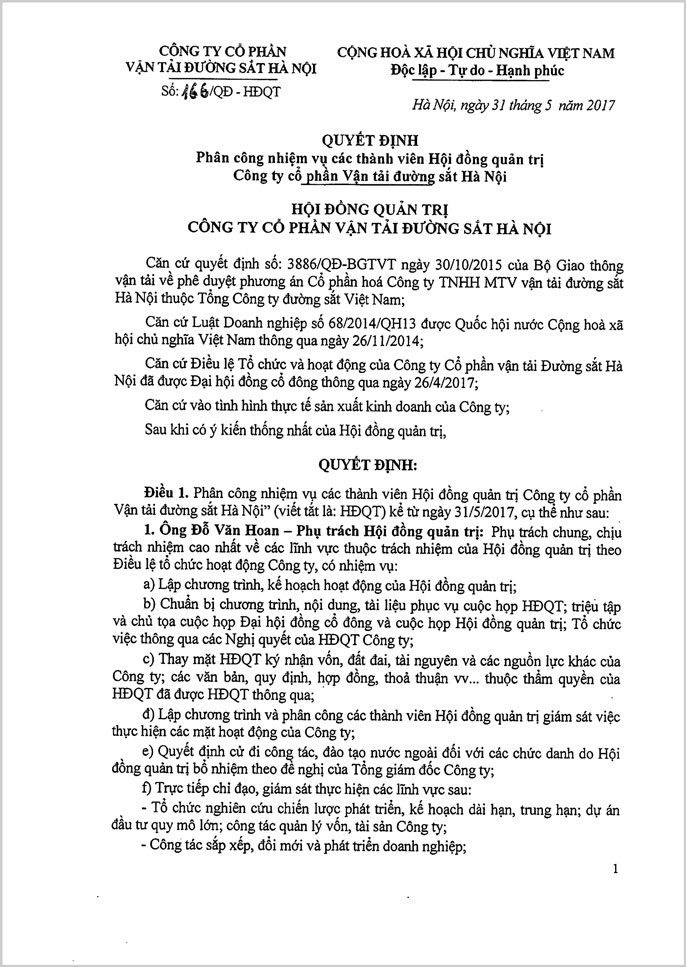 CÔNG TY CỔ PHẦN
VẬN TẢI ĐƯỜNG SẮT HÀ NỘI
Số: 166/QĐ - HĐQT
CỘNG HOÀ XÃ HỘI CHỦ NGHĨA VIỆT NAM
Độc lập - Tự do - Hạnh phúc
Hà Nội, ngày 31 tháng 5 năm 2017
QUYẾT ĐỊNH
Phân công nhiệm vụ các thành viên Hội đồng quản trị
Công ty cổ phần Vận tải đường sắt Hà Nội
HỘI ĐỒNG QUẢN TRỊ
CÔNG TY CỔ PHẦN VẬN TẢI ĐƯỜNG SẮT HÀ NỘI
Căn cứ quyết định số: 3886/QĐ-BGTVT ngày 30/10/2015 của Bộ Giao thông
vận tải về phê duyệt phương án Cổ phần hoá Công ty TNHH MTV vận tải đường sắt
Hà Nội thuộc Tổng Công ty đường sắt Việt Nam;
Căn cứ Luật Doanh nghiệp số 68/2014/QH13 được Quốc hội nước Cộng hoà xã
hội chủ nghĩa Việt Nam thông qua ngày 26/11/2014;
Căn cứ Điều lệ Tổ chức và hoạt động của Công ty Cổ phần vận tải Đường sắt Hà
Nội đã được Đại hội đồng cổ đông thông qua ngày 26/4/2017;
Căn cứ vào tình hình thực tế sản xuất kinh doanh của Công ty;
Sau khi có ý kiến thống nhất của Hội đồng quản trị,
QUYẾT ĐỊNH:
Điều 1. Phân công nhiệm vụ các thành viên Hội đồng quản trị Công ty cổ phần
Vận tải đường sắt Hà Nội” (viết tắt là: HĐQT) kể từ ngày 31/5/2017, cụ thể như sau:
1. Ông Đỗ Văn Hoan – Phụ trách Hội đồng quản trị: Phụ trách chung, chịu
trách nhiệm cao nhất về các lĩnh vực thuộc trách nhiệm của Hội đồng quản trị theo
Điều lệ tổ chức hoạt động Công ty, có nhiệm vụ:
a) Lập chương trình, kế hoạch hoạt động của Hội đồng quản trị;
b) Chuẩn bị chương trình, nội dung, tài liệu phục vụ cuộc họp HĐQT; triệu tập
và chủ tọa cuộc họp Đại hội đồng cổ đông và cuộc họp Hội đồng quản trị; Tổ chức
việc thông qua các Nghị quyết của HĐQT Công ty;
c) Thay mặt HĐQT ký nhận vốn, đất đai, tài nguyên và các nguồn lực khác của
Công ty; các văn bản, quy định, hợp đồng, thoả thuận vv... thuộc thẩm quyền của
HĐQT đã được HĐQT thông qua;
đ) Lập chương trình và phân công các thành viên Hội đồng quản trị giám sát việc
thực hiện các mặt hoạt động của Công ty;
e) Quyết định cử đi công tác, đào tạo nước ngoài đối với các chức danh do Hội
đồng quản trị bổ nhiệm theo đề nghị của Tổng giám đốc Công ty;
f) Trực tiếp chỉ đạo, giám sát thực hiện các lĩnh vực sau:
- Tổ chức nghiên cứu chiến lược phát triển, kế hoạch dài hạn, trung hạn; dự án
đầu tư quy mô lớn; công tác quản lý vốn, tài sản Công ty;
- Công tác sắp xếp, đổi mới và phát triển doanh nghiệp;
1